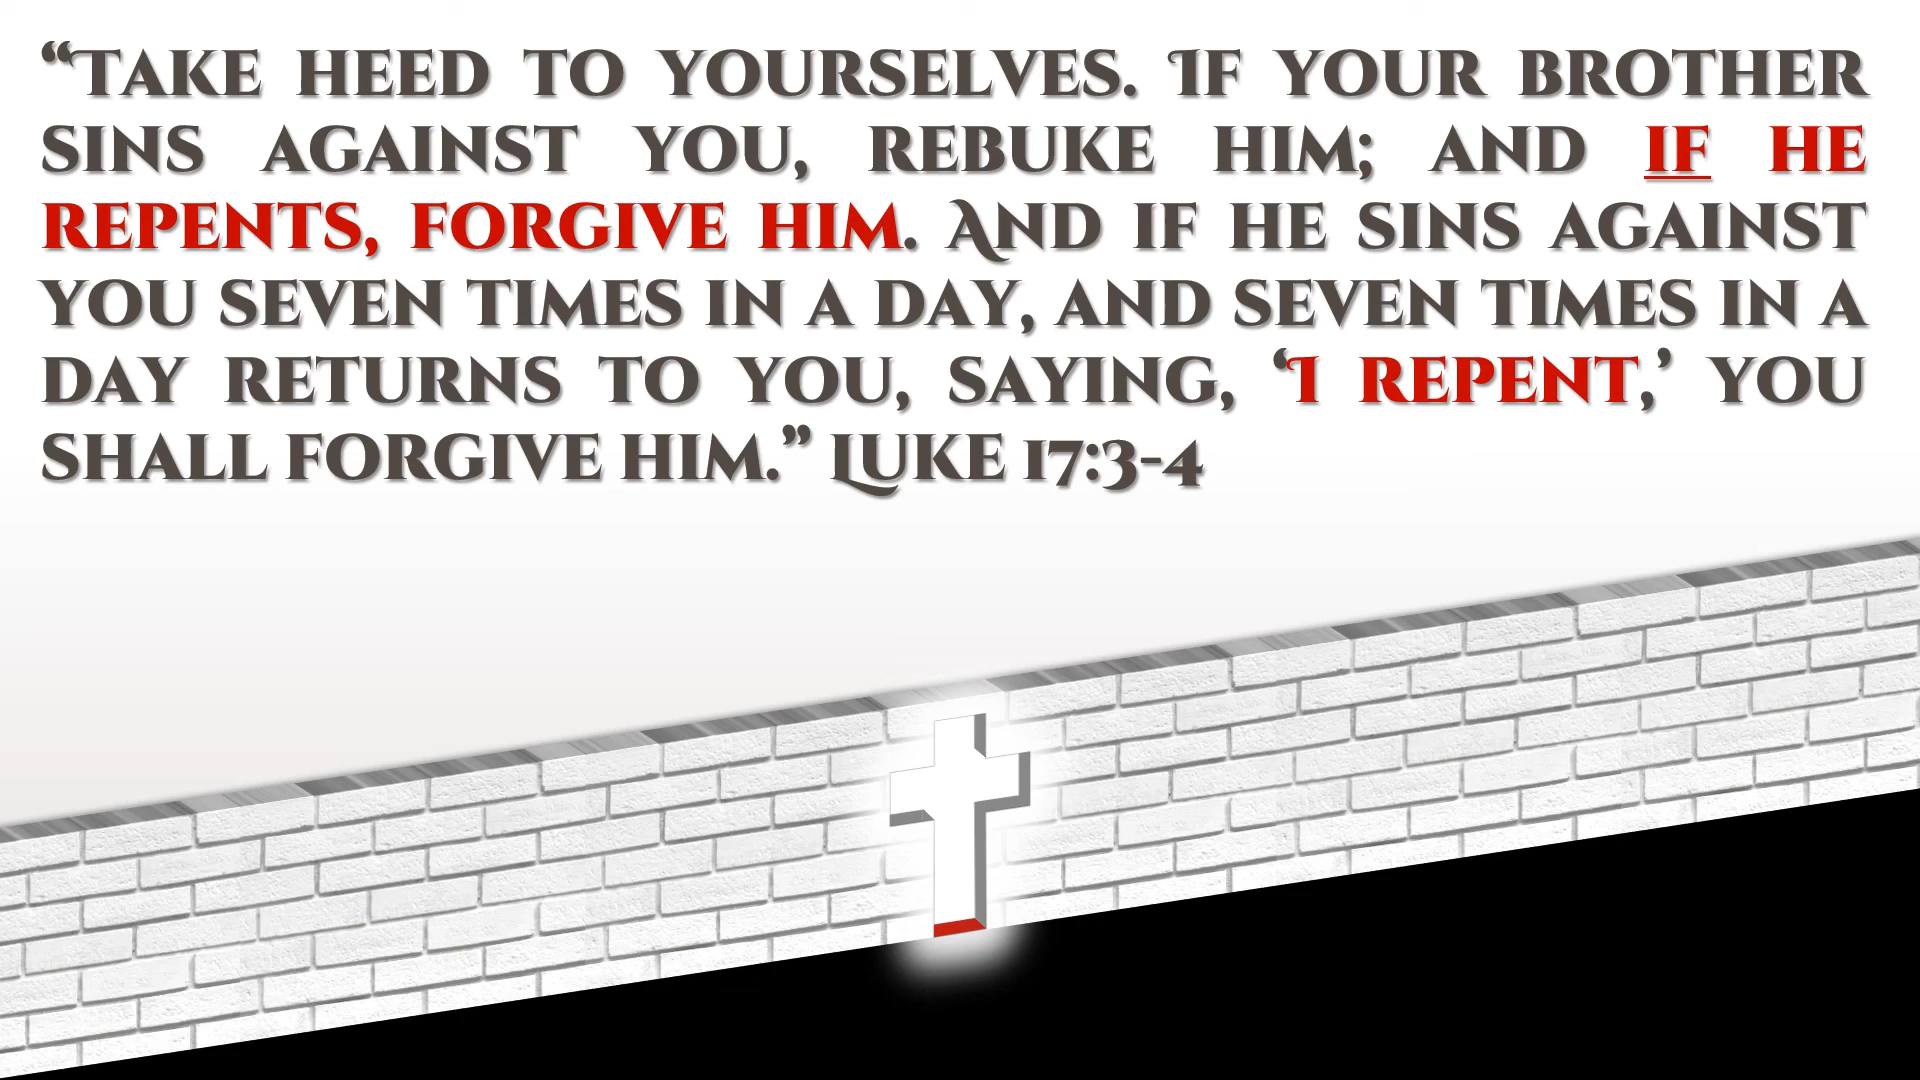 “Take heed to yourselves. If your brother
sins against you, rebuke him; and if he
repents, forgive him. And if he sins against
you seven times in a day, and seven times in a
day returns to you, saying, ‘I repent,’ you
shall forgive him.” Luke 17:3-4